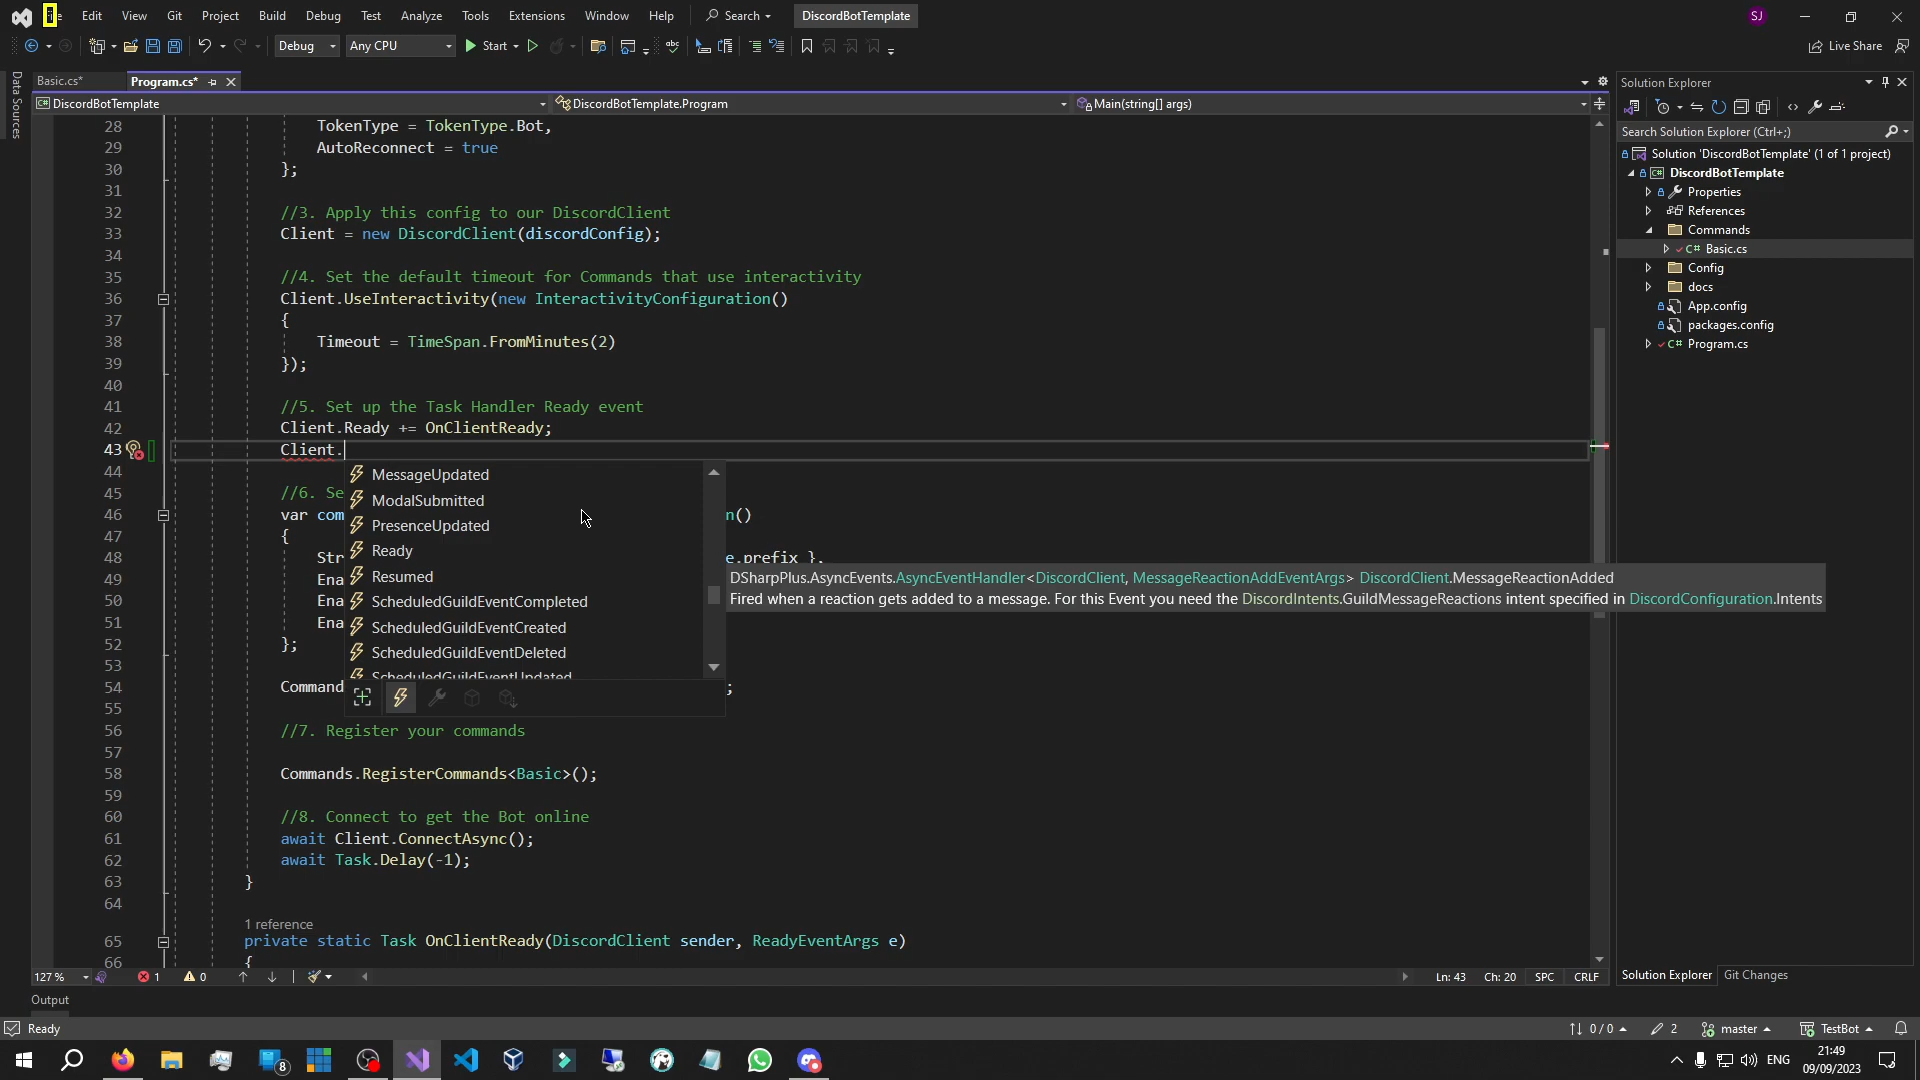 Edit View Git Project Build Debug Test Analyze Tools Extensions Window Help Search DiscordBotTemplate SJ
Debug Any CPU Start Live Share
Data Sources
Basic.cs* Program.cs*
DiscordBotTemplate DiscordBotTemplate.Program Main(string[] args)
28 TokenType = TokenType.Bot,
29 AutoReconnect = true
30 };
31
32 //3. Apply this config to our DiscordClient
33 Client = new DiscordClient(discordConfig);
34
35 //4. Set the default timeout for Commands that use interactivity
36 Client.UseInteractivity(new InteractivityConfiguration()
37 {
38 Timeout = TimeSpan.FromMinutes(2)
39 });
40
41 //5. Set up the Task Handler Ready event
42 Client.Ready += OnClientReady;
43 Client.
44
45 //6. Se
46 var com n()
47 {
48 Str e.prefix },
49 Ena
50 Ena
51 Ena
52 };
53
54 Command ;
55
56 //7. Register your commands
57
58 Commands.RegisterCommands<Basic>();
59
60 //8. Connect to get the Bot online
61 await Client.ConnectAsync();
62 await Task.Delay(-1);
63 }
64
1 reference
65 private static Task OnClientReady(DiscordClient sender, ReadyEventArgs e)
66 {
MessageUpdated
ModalSubmitted
PresenceUpdated
Ready
Resumed
ScheduledGuildEventCompleted
ScheduledGuildEventCreated
ScheduledGuildEventDeleted
ScheduledGuildEventUpdated
DSharpPlus.AsyncEvents.AsyncEventHandler<DiscordClient, MessageReactionAddEventArgs> DiscordClient.MessageReactionAdded
Fired when a reaction gets added to a message. For this Event you need the DiscordIntents.GuildMessageReactions intent specified in DiscordConfiguration.Intents
Solution Explorer
Search Solution Explorer (Ctrl+;)
Solution 'DiscordBotTemplate' (1 of 1 project)
C# DiscordBotTemplate
Properties
References
Commands
C# Basic.cs
Config
docs
App.config
packages.config
C# Program.cs
Solution Explorer Git Changes
127 % 1 0 Ln: 43 Ch: 20 SPC CRLF
Output
Ready 0 / 0 2 master TestBot
8 ENG 21:49
09/09/2023